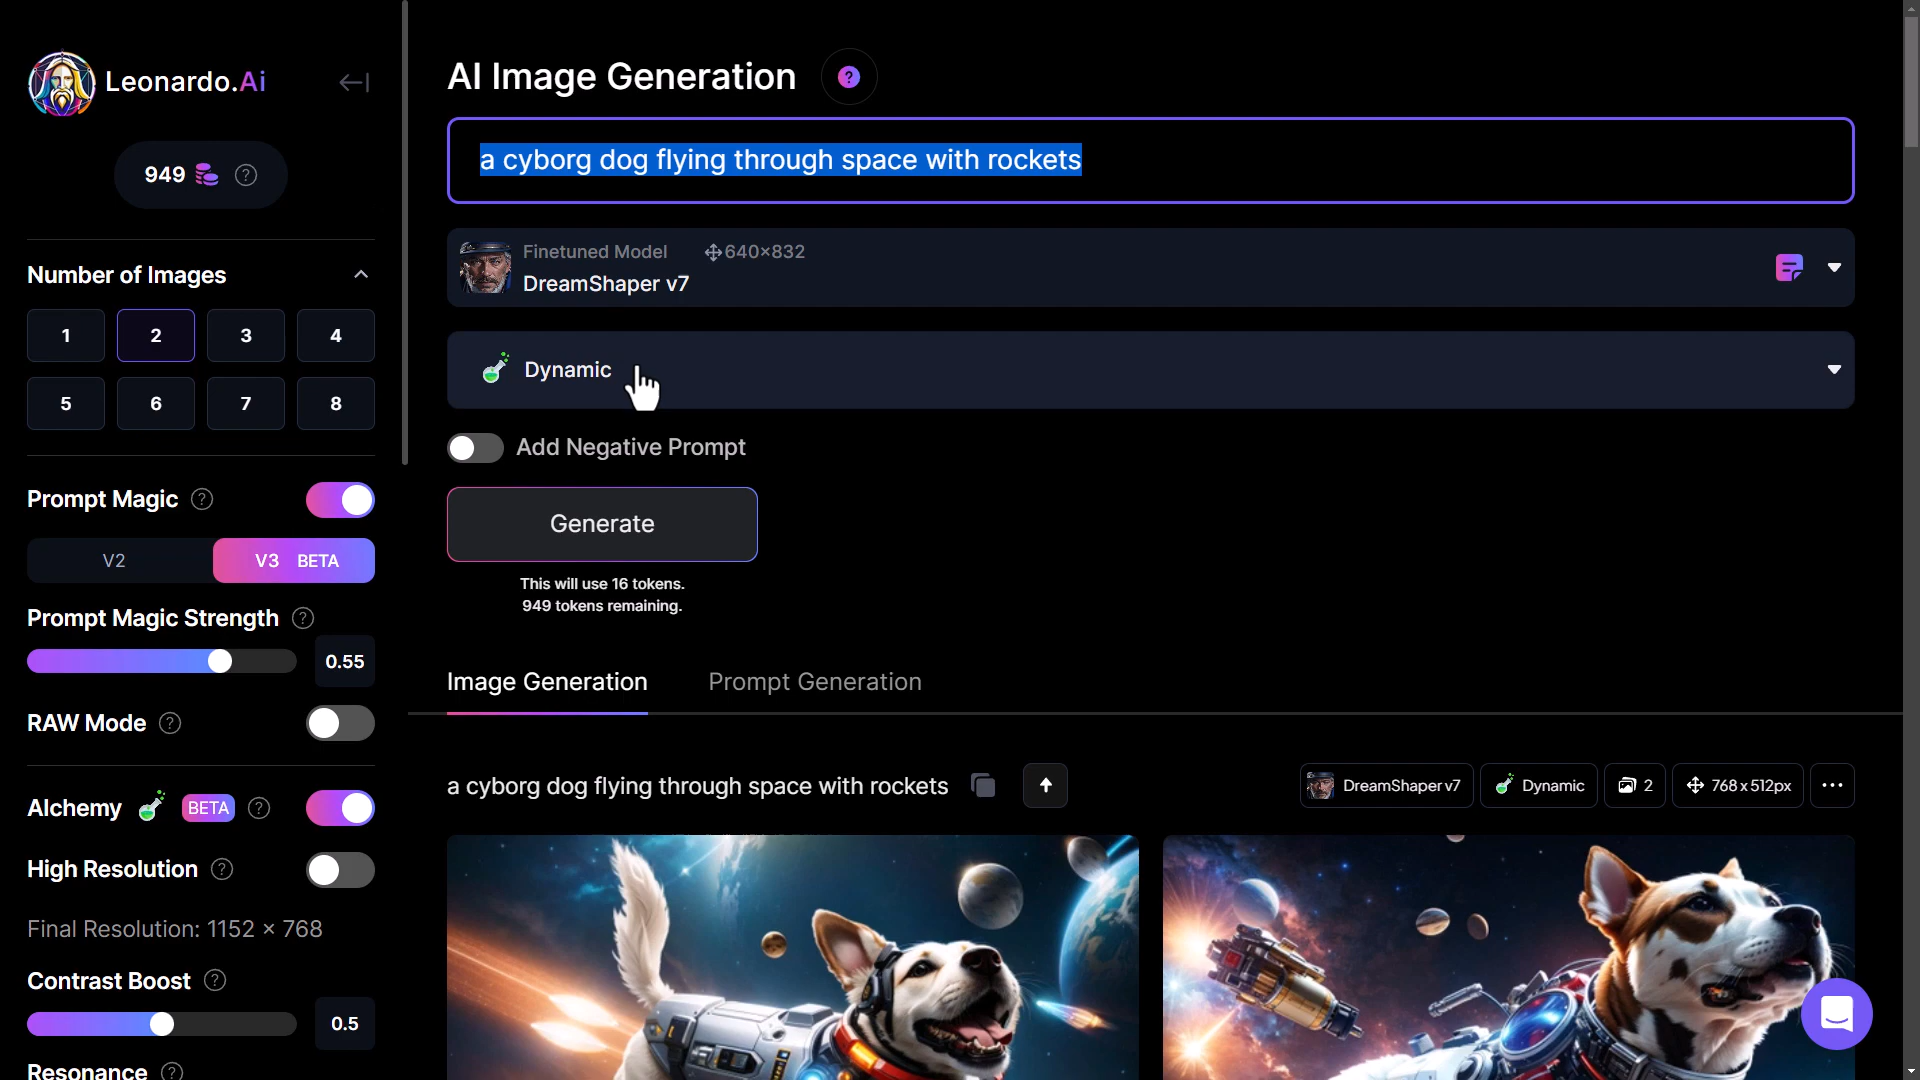 Leonardo.Ai
949
Number of Images
1 2 3 4
5 6 7 8
Prompt Magic
V2 V3 BETA
Prompt Magic Strength
0.55
RAW Mode
Alchemy BETA
High Resolution
Final Resolution: 1152 × 768
Contrast Boost
0.5
Resonance
AI Image Generation
a cyborg dog flying through space with rockets
Finetuned Model 640×832
DreamShaper v7
Dynamic
Add Negative Prompt
Generate
This will use 16 tokens.
949 tokens remaining.
Image Generation Prompt Generation
a cyborg dog flying through space with rockets DreamShaper v7 Dynamic 2 768 x 512px